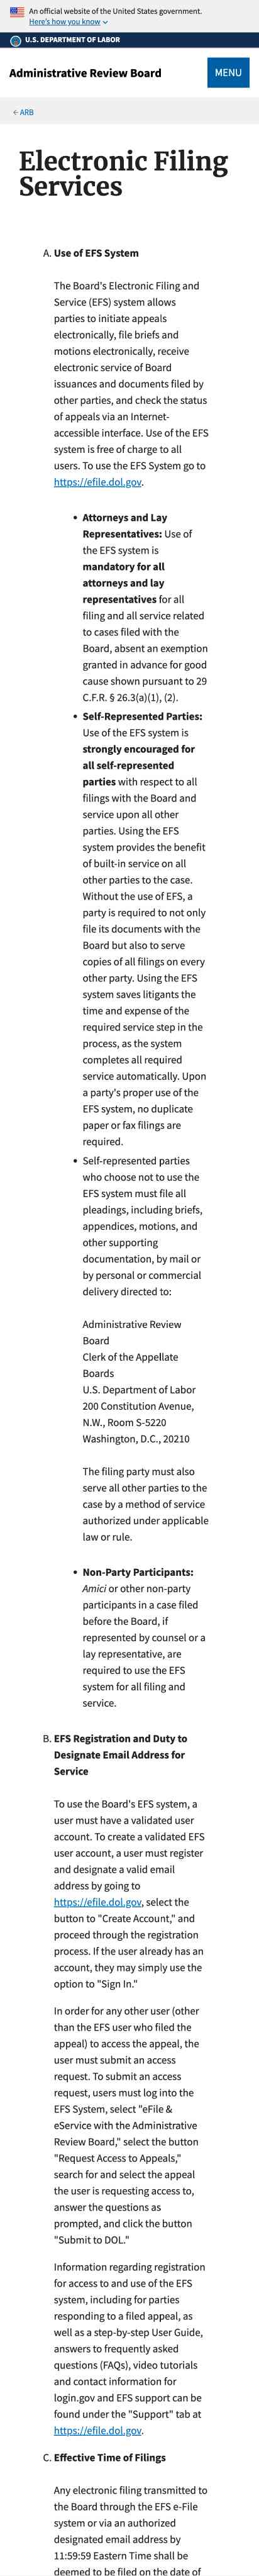 An official website of the United States government.
Here's how you know
U.S. DEPARTMENT OF LABOR
Administrative Review Board
MENU
← ARB
Electronic Filing
Services
A. Use of EFS System
The Board's Electronic Filing and
Service (EFS) system allows
parties to initiate appeals
electronically, file briefs and
motions electronically, receive
electronic service of Board
issuances and documents filed by
other parties, and check the status
of appeals via an Internet-
accessible interface. Use of the EFS
system is free of charge to all
users. To use the EFS System go to
https://efile.dol.gov.
• Attorneys and Lay
Representatives: Use of
the EFS system is
mandatory for all
attorneys and lay
representatives for all
filing and all service related
to cases filed with the
Board, absent an exemption
granted in advance for good
cause shown pursuant to 29
C.F.R. § 26.3(a)(1), (2).
• Self-Represented Parties:
Use of the EFS system is
strongly encouraged for
all self-represented
parties with respect to all
filings with the Board and
service upon all other
parties. Using the EFS
system provides the benefit
of built-in service on all
other parties to the case.
Without the use of EFS, a
party is required to not only
file its documents with the
Board but also to serve
copies of all filings on every
other party. Using the EFS
system saves litigants the
time and expense of the
required service step in the
process, as the system
completes all required
service automatically. Upon
a party's proper use of the
EFS system, no duplicate
paper or fax filings are
required.
• Self-represented parties
who choose not to use the
EFS system must file all
pleadings, including briefs,
appendices, motions, and
other supporting
documentation, by mail or
by personal or commercial
delivery directed to:
Administrative Review
Board
Clerk of the Appellate
Boards
U.S. Department of Labor
200 Constitution Avenue,
N.W., Room S-5220
Washington, D.C., 20210
The filing party must also
serve all other parties to the
case by a method of service
authorized under applicable
law or rule.
• Non-Party Participants:
Amici or other non-party
participants in a case filed
before the Board, if
represented by counsel or a
lay representative, are
required to use the EFS
system for all filing and
service.
B. EFS Registration and Duty to
Designate Email Address for
Service
To use the Board's EFS system, a
user must have a validated user
account. To create a validated EFS
user account, a user must register
and designate a valid email
address by going to
https://efile.dol.gov, select the
button to "Create Account," and
proceed through the registration
process. If the user already has an
account, they may simply use the
option to "Sign In."
In order for any other user (other
than the EFS user who filed the
appeal) to access the appeal, the
user must submit an access
request. To submit an access
request, users must log into the
EFS System, select "eFile &
eService with the Administrative
Review Board," select the button
"Request Access to Appeals,"
search for and select the appeal
the user is requesting access to,
answer the questions as
prompted, and click the button
"Submit to DOL."
Information regarding registration
for access to and use of the EFS
system, including for parties
responding to a filed appeal, as
well as a step-by-step User Guide,
answers to frequently asked
questions (FAQs), video tutorials
and contact information for
login.gov and EFS support can be
found under the "Support" tab at
https://efile.dol.gov.
C. Effective Time of Filings
Any electronic filing transmitted to
the Board through the EFS e-File
system or via an authorized
designated email address by
11:59:59 Eastern Time shall be
deemed to be filed on the date of